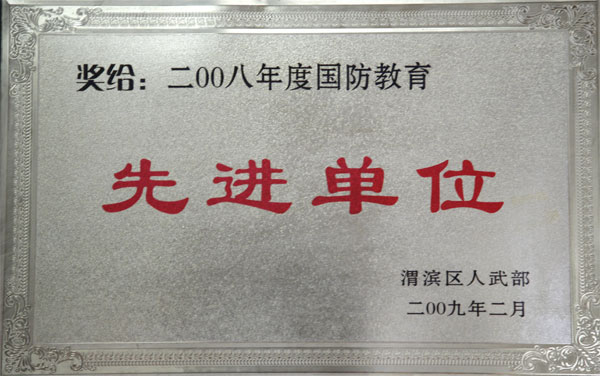 奖给：二00八年度国防教育
先进单位
渭滨区人武部
二00九年二月